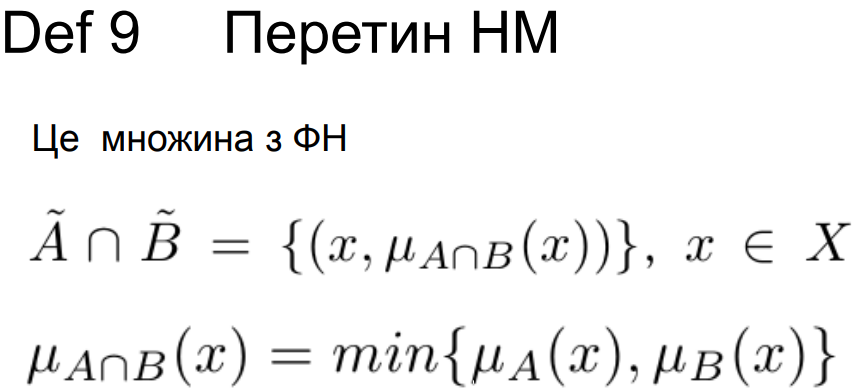 Def 9 Перетин НМ
Це множина з ФН
Ã ∩ B̃ = {(x, μ_{A∩B}(x))}, x ∈ X
μ_{A∩B}(x) = min{μ_A(x), μ_B(x)}